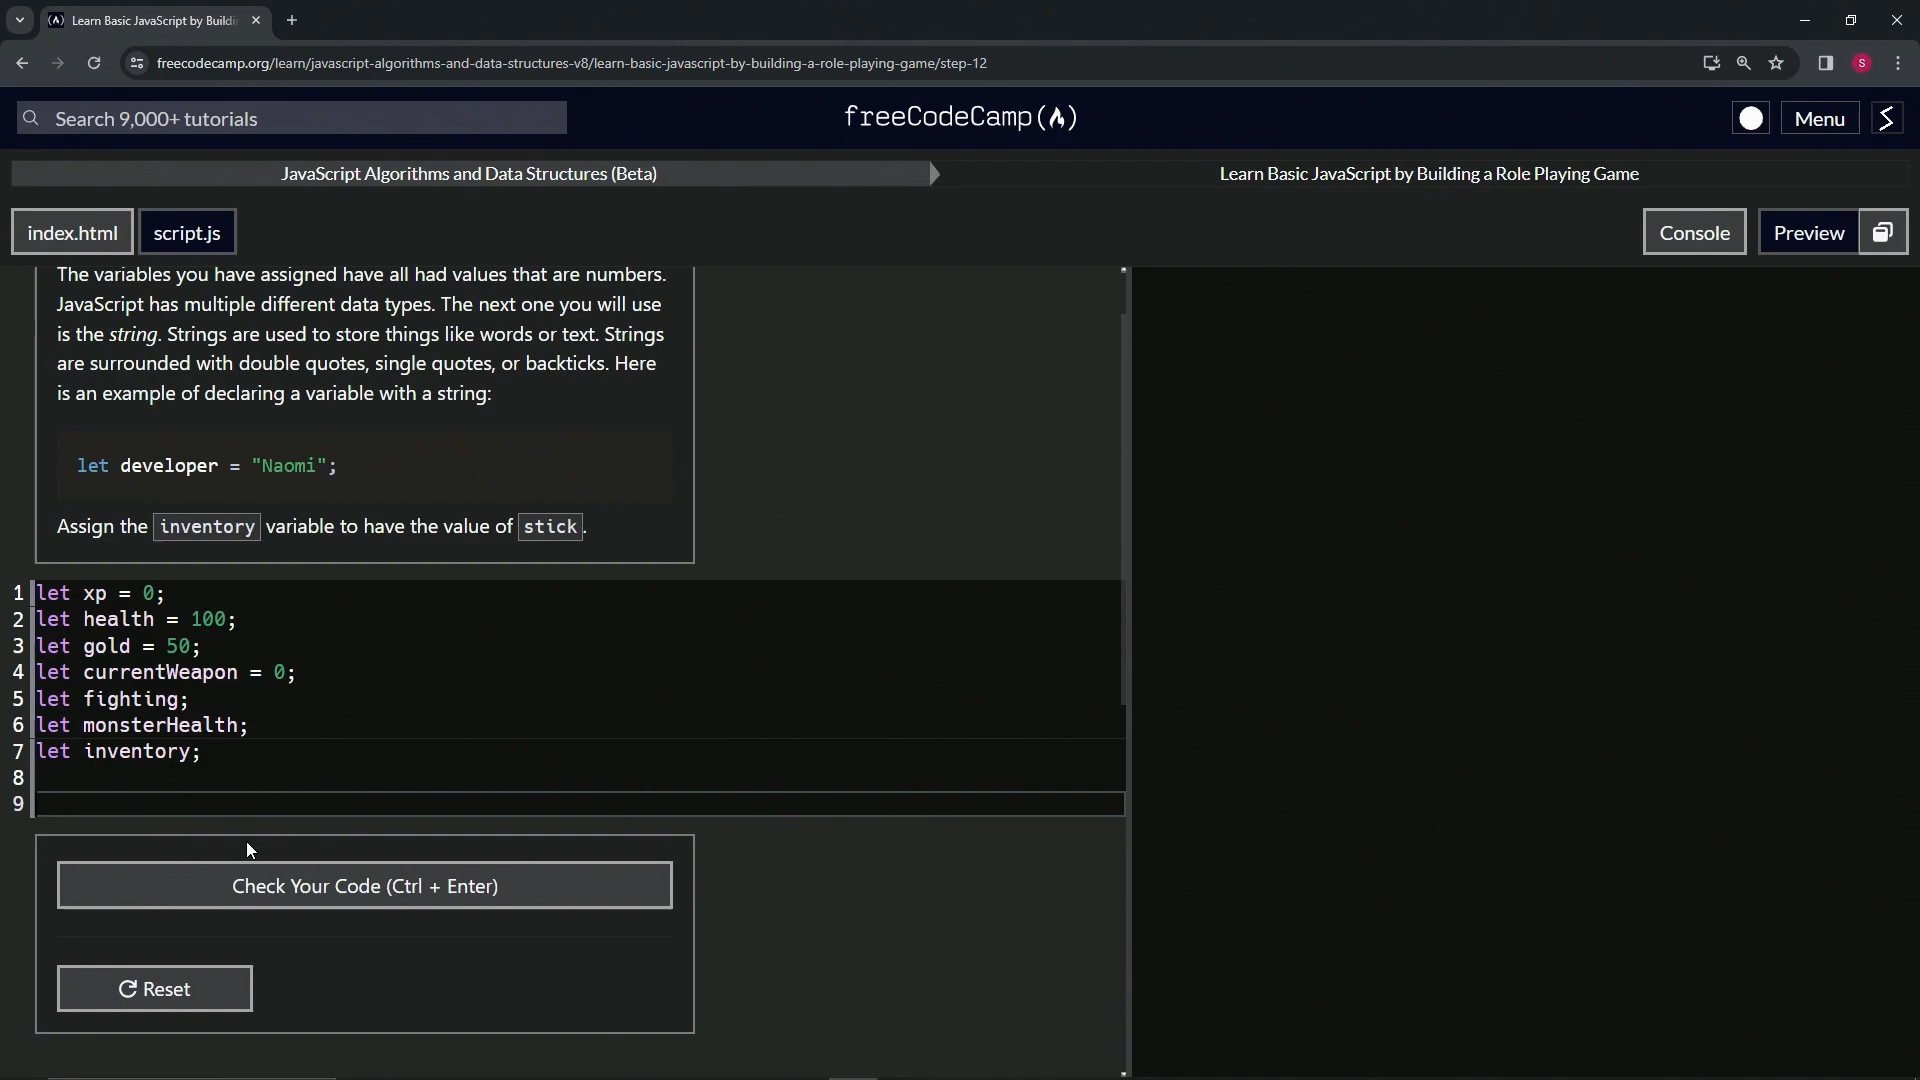 Learn Basic JavaScript by Buildi
freecodecamp.org/learn/javascript-algorithms-and-data-structures-v8/learn-basic-javascript-by-building-a-role-playing-game/step-12
S
Search 9,000+ tutorials
freeCodeCamp
Menu
JavaScript Algorithms and Data Structures (Beta)
Learn Basic JavaScript by Building a Role Playing Game
index.html
script.js
Console
Preview
The variables you have assigned have all had values that are numbers.
JavaScript has multiple different data types. The next one you will use
is the string. Strings are used to store things like words or text. Strings
are surrounded with double quotes, single quotes, or backticks. Here
is an example of declaring a variable with a string:
let developer = "Naomi";
Assign the inventory variable to have the value of stick.
1 let xp = 0;
2 let health = 100;
3 let gold = 50;
4 let currentWeapon = 0;
5 let fighting;
6 let monsterHealth;
7 let inventory;
8
9
Check Your Code (Ctrl + Enter)
Reset